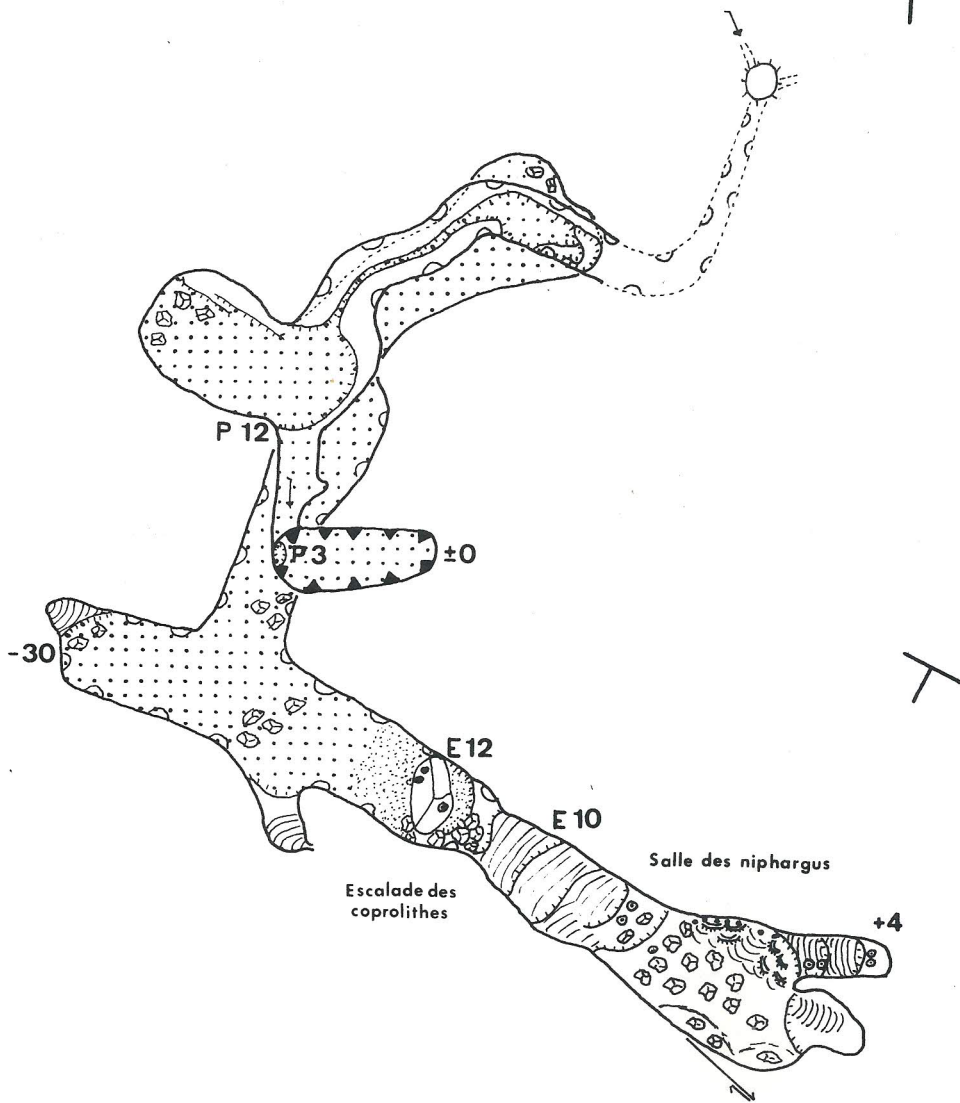 P 12
P3
±0
-30
E 12
E 10
Salle des niphargus
Escalade des
coprolithes
+4